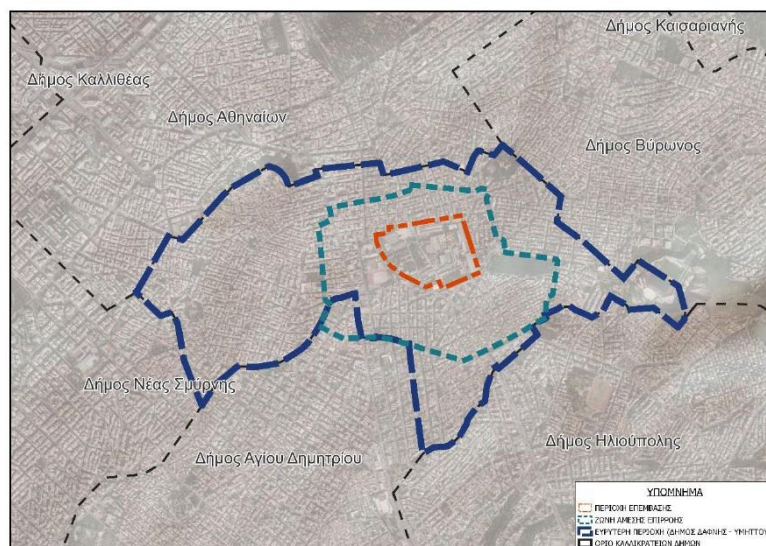 Δήμος Καισαριανής
Δήμος Καλλιθέας
Δήμος Αθηναίων
Δήμος Βύρωνος
Δήμος Νέας Σμύρνης
Δήμος Ηλιούπολης
Δήμος Αγίου Δημητρίου
ΥΠΟΜΝΗΜΑ
ΠΕΡΙΟΧΗ ΕΠΕΜΒΑΣΗΣ
ΖΩΝΗ ΑΜΕΣΗΣ ΕΠΙΡΡΟΗΣ
ΕΥΡΥΤΕΡΗ ΠΕΡΙΟΧΗ (ΔΗΜΟΣ ΔΑΦΝΗΣ - ΥΜΗΤΤΟΥ
ΟΡΙΟ ΚΑΛΛΙΚΡΑΤΕΙΩΝ ΔΗΜΩΝ